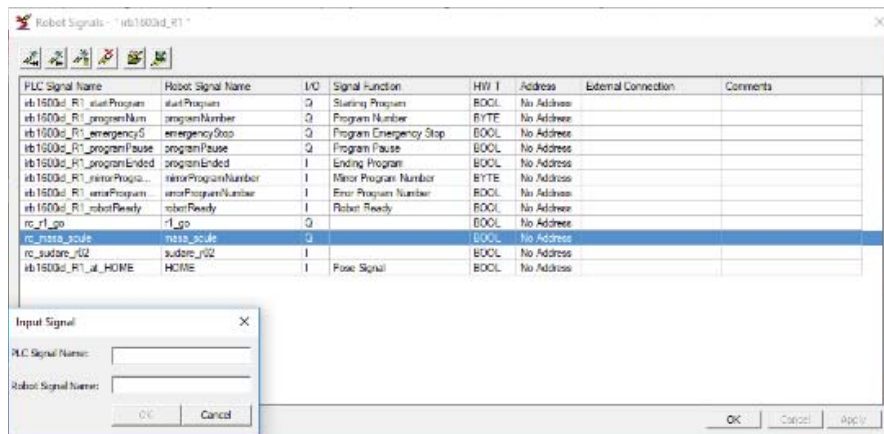 Robot Signals - " irb1600id_R1 "
PLC Signal Name Robot Signal Name I/O Signal Function HW T Address External Connection Comments
irb1600id_R1_startProgram startProgram Q Starting Program BOOL No Address
irb1600id_R1_programNum programNumber Q Program Number BYTE No Address
irb1600id_R1_emergencyS emergencyStop Q Program Emergency Stop BOOL No Address
irb1600id_R1_programPause programPause Q Program Pause BOOL No Address
irb1600id_R1_programEnded programEnded I Ending Program BOOL No Address
irb1600id_R1_mirrorProgra... mirrorProgramNumber I Mirror Program Number BYTE No Address
irb1600id_R1_errorProgram... errorProgramNumber I Error Program Number BOOL No Address
irb1600id_R1_robotReady robotReady I Robot Ready BOOL No Address
rc_r1_go r1_go Q BOOL No Address
rc_masa_scule masa_scule Q BOOL No Address
rc_sudare_r02 sudare_r02 I BOOL No Address
irb1600id_R1_at_HOME HOME I Pose Signal BOOL No Address
Input Signal
PLC Signal Name:
Robot Signal Name:
OK Cancel
OK Cancel Apply